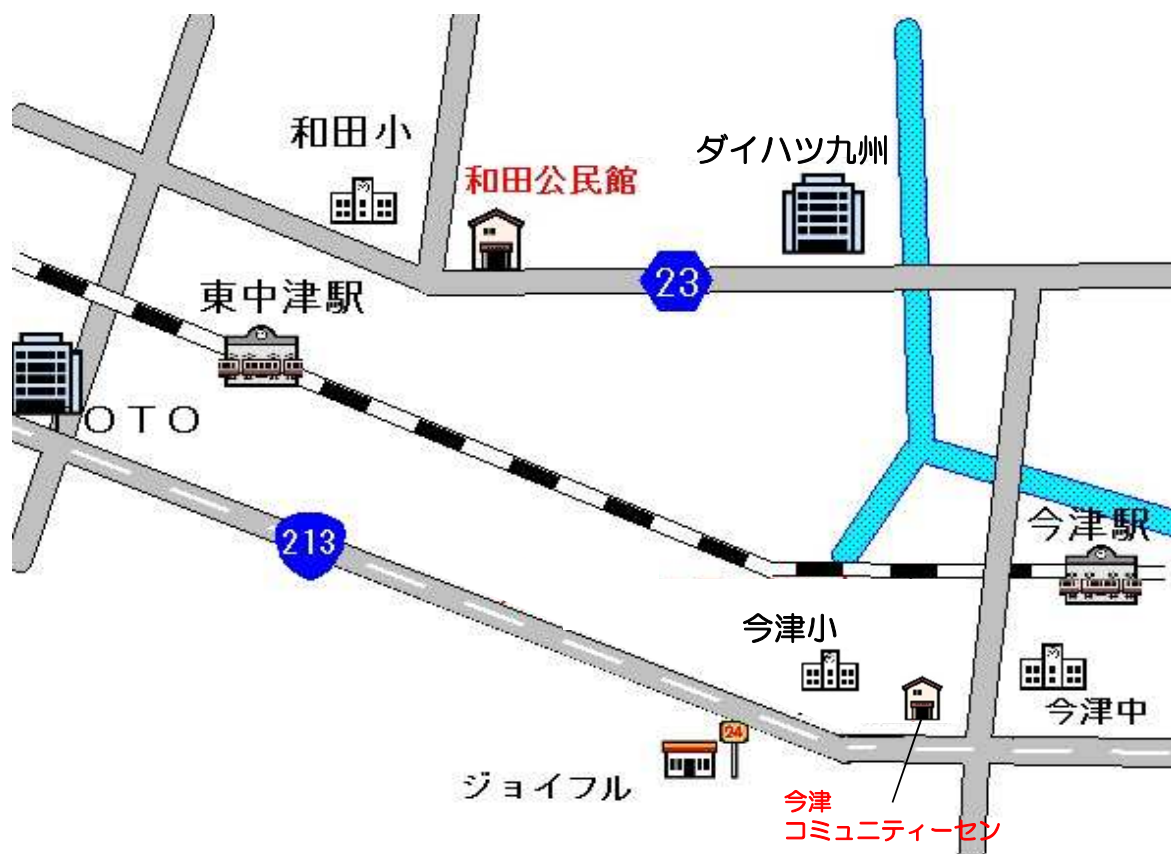 和田小
和田公民館
ダイハツ九州
23
東中津駅
OTO
213
今津駅
今津小
今津中
24
ジョイフル
今津
コミュニティーセン